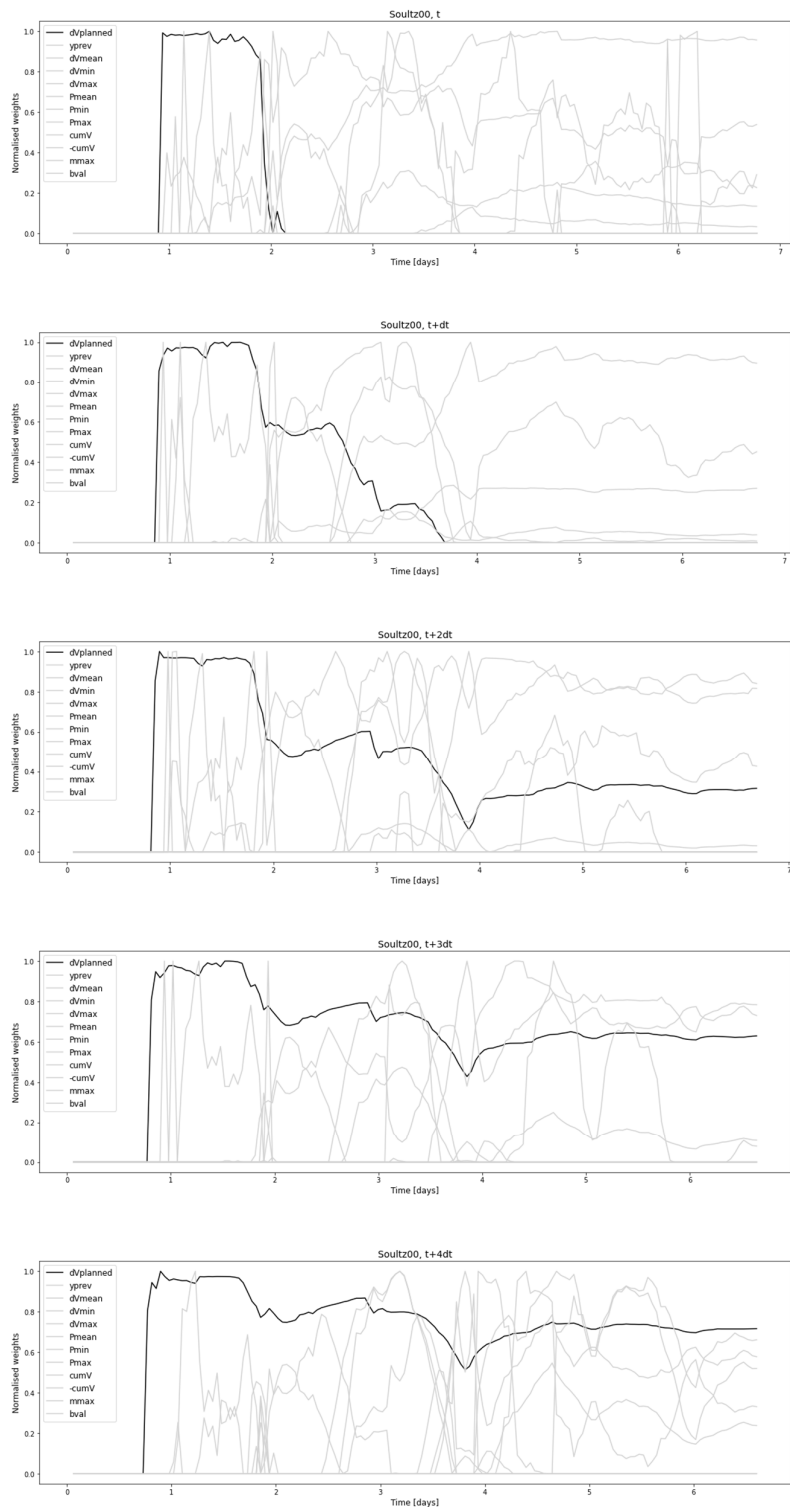 Soultz00, t
Normalised weights
1.0
0.8
0.6
0.4
0.2
0.0
dVplanned
yprev
dVmean
dVmin
dVmax
Pmean
Pmin
Pmax
cumV
-cumV
mmax
bval
0 1 2 3 4 5 6 7
Time [days]
Soultz00, t+dt
Normalised weights
1.0
0.8
0.6
0.4
0.2
0.0
dVplanned
yprev
dVmean
dVmin
dVmax
Pmean
Pmin
Pmax
cumV
-cumV
mmax
bval
0 1 2 3 4 5 6 7
Time [days]
Soultz00, t+2dt
Normalised weights
1.0
0.8
0.6
0.4
0.2
0.0
dVplanned
yprev
dVmean
dVmin
dVmax
Pmean
Pmin
Pmax
cumV
-cumV
mmax
bval
0 1 2 3 4 5 6 7
Time [days]
Soultz00, t+3dt
Normalised weights
1.0
0.8
0.6
0.4
0.2
0.0
dVplanned
yprev
dVmean
dVmin
dVmax
Pmean
Pmin
Pmax
cumV
-cumV
mmax
bval
0 1 2 3 4 5 6
Time [days]
Soultz00, t+4dt
Normalised weights
1.0
0.8
0.6
0.4
0.2
0.0
dVplanned
yprev
dVmean
dVmin
dVmax
Pmean
Pmin
Pmax
cumV
-cumV
mmax
bval
0 1 2 3 4 5 6
Time [days]